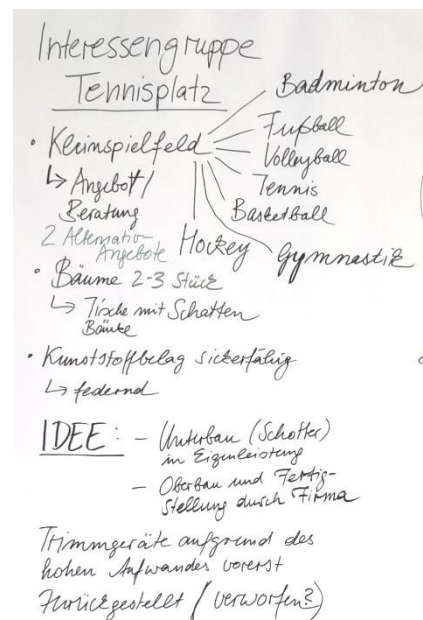 Interessengruppe
Tennisplatz
• Kleinspielfeld
Badminton
Fußball
Volleyball
Tennis
Basketball
Hockey
Gymnastik
↳ Angebot/
Beratung
2 Alternativ-
Angebote
• Bäume 2-3 Stück
↳ Tische mit Schatten
Bänke
• Kunststoffbelag sickerfähig
↳ federnd
IDEE: - Unterbau (Schotter)
in Eigenleistung
- Oberbau und Fertig-
stellung durch Firma
Trimmgeräte aufgrund des
hohen Aufwandes vorerst
zurückgestellt (verworfen?)